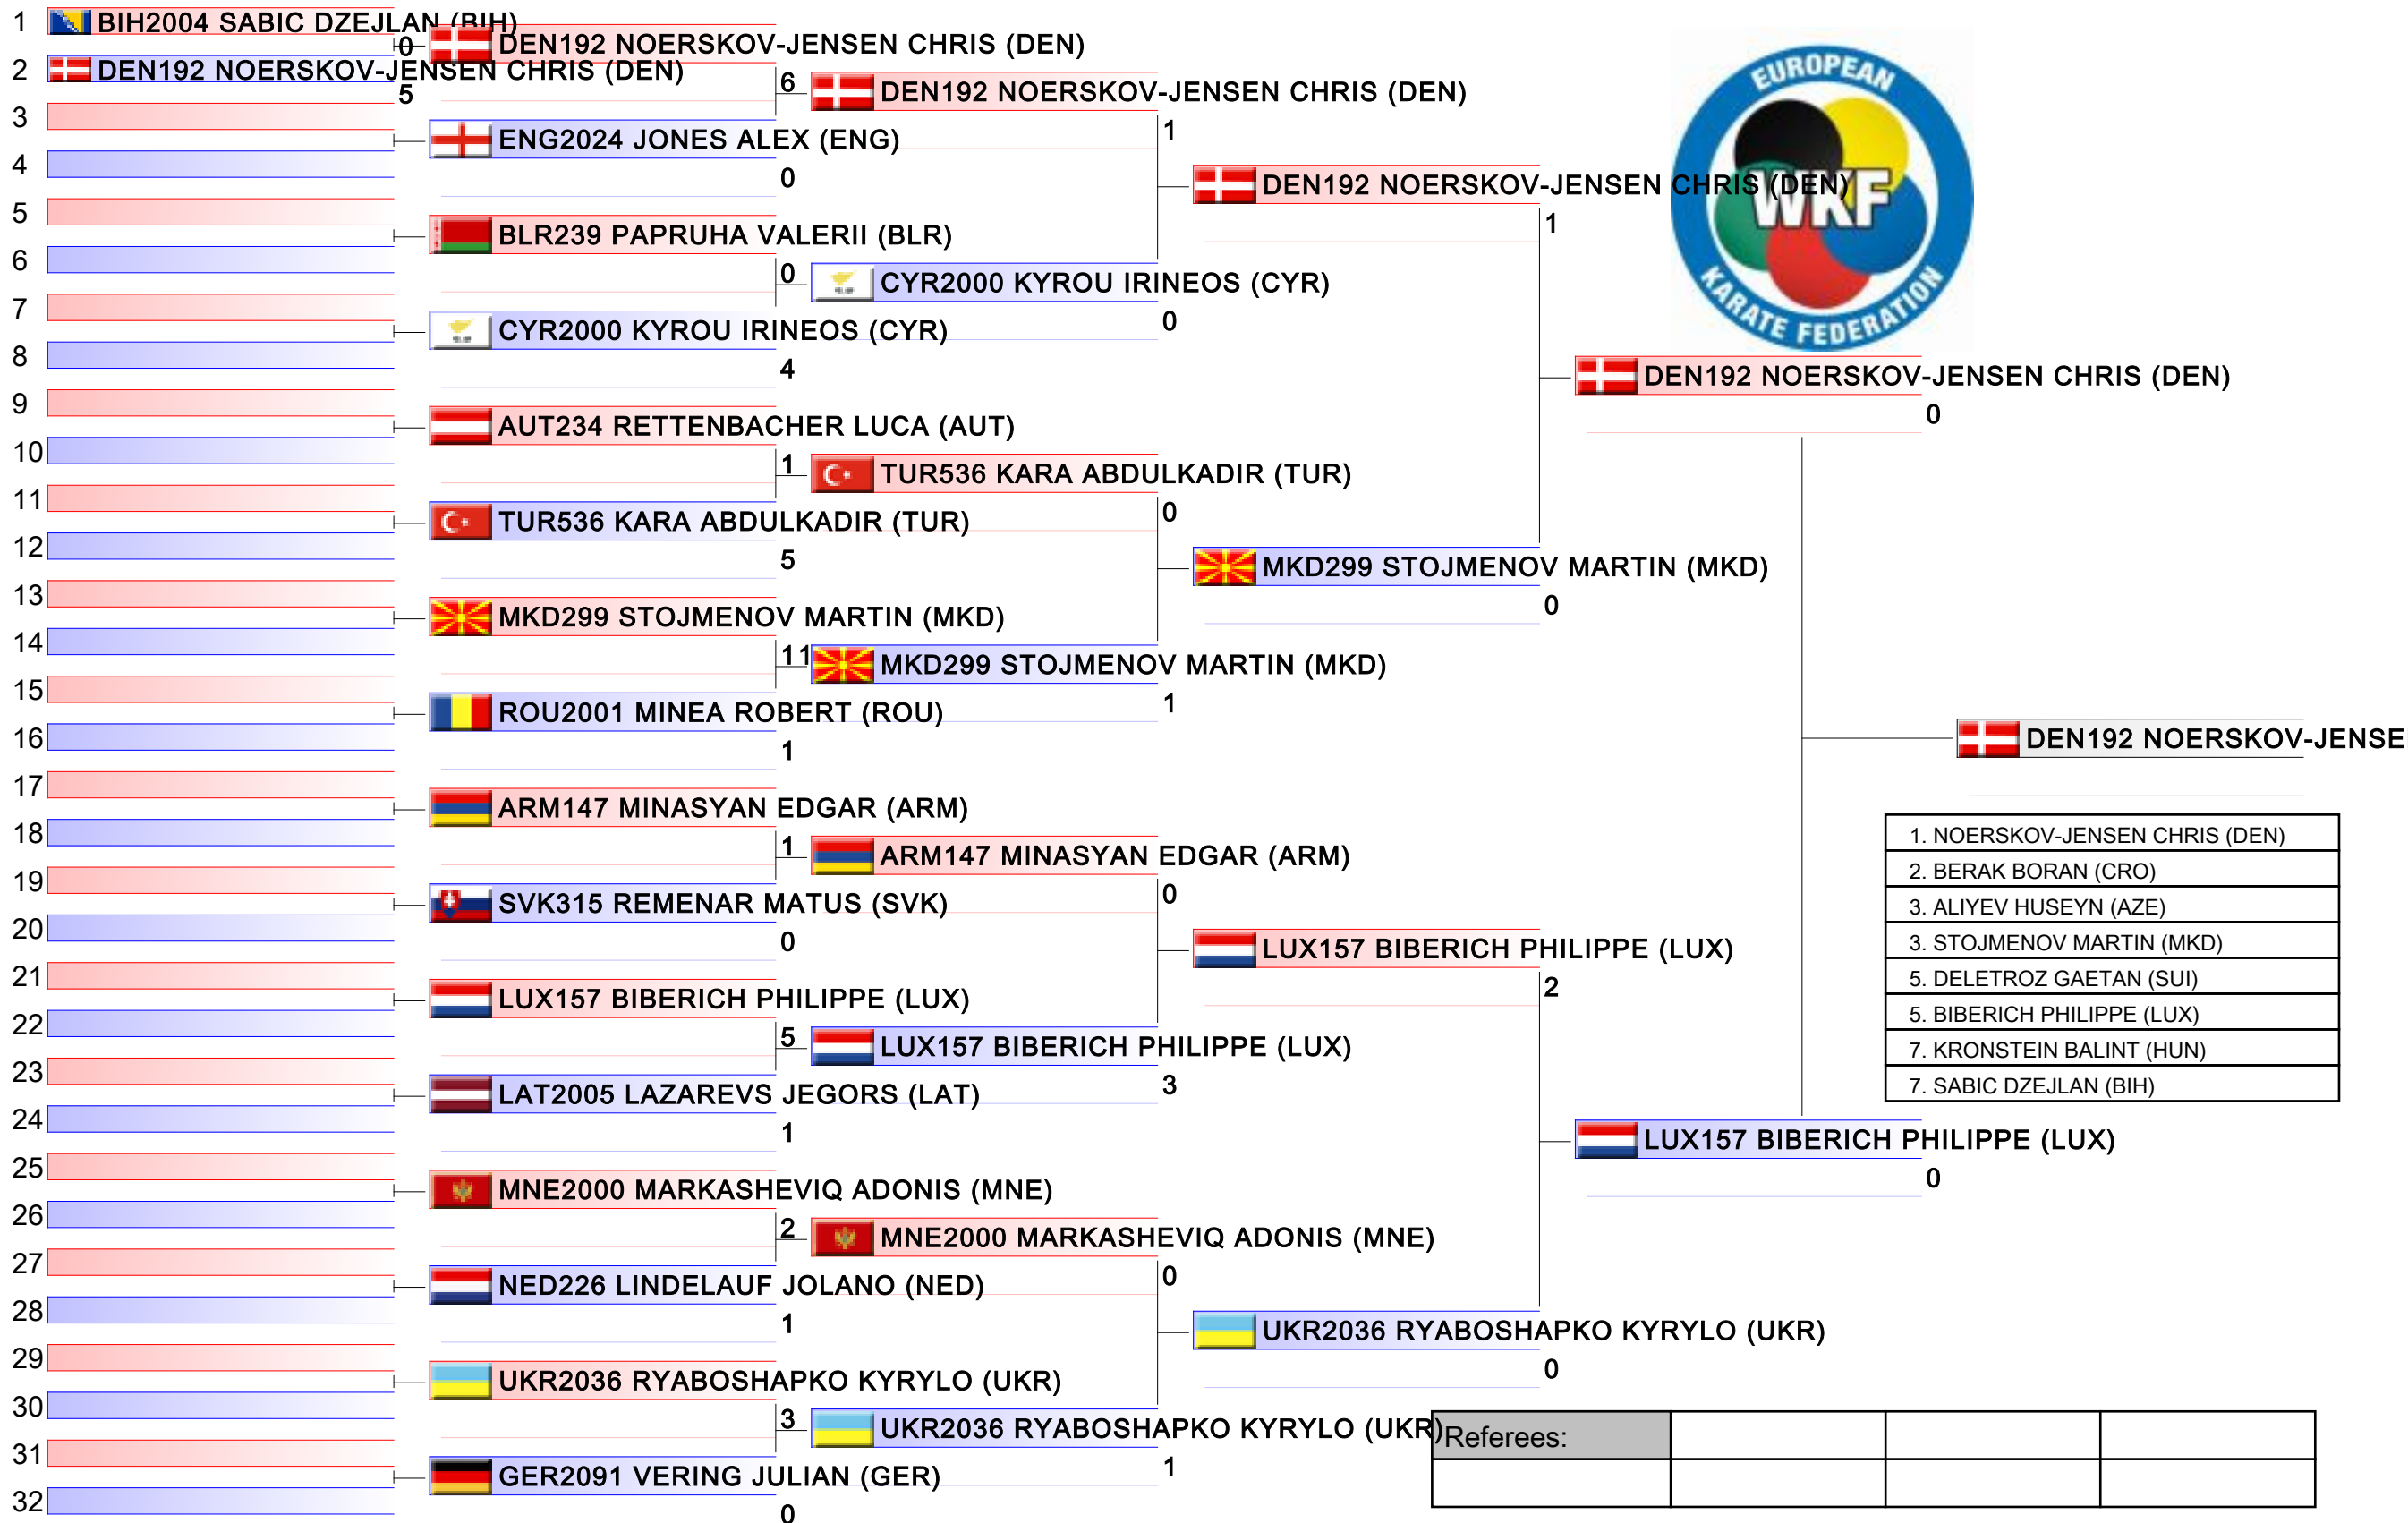 1 BIH2004 SABIC DZEJLAN (BIH)
0
2 DEN192 NOERSKOV-JENSEN CHRIS (DEN)
5
3
4
5
6
7
8
9
10
11
12
13
14
15
16
17
18
19
20
21
22
23
24
25
26
27
28
29
30
31
32
DEN192 NOERSKOV-JENSEN CHRIS (DEN)
6
ENG2024 JONES ALEX (ENG)
0
BLR239 PAPRUHA VALERII (BLR)
0
CYR2000 KYROU IRINEOS (CYR)
4
AUT234 RETTENBACHER LUCA (AUT)
1
TUR536 KARA ABDULKADIR (TUR)
5
MKD299 STOJMENOV MARTIN (MKD)
11
ROU2001 MINEA ROBERT (ROU)
1
ARM147 MINASYAN EDGAR (ARM)
1
SVK315 REMENAR MATUS (SVK)
0
LUX157 BIBERICH PHILIPPE (LUX)
5
LAT2005 LAZAREVS JEGORS (LAT)
1
MNE2000 MARKASHEVIQ ADONIS (MNE)
2
NED226 LINDELAUF JOLANO (NED)
1
UKR2036 RYABOSHAPKO KYRYLO (UKR)
3
GER2091 VERING JULIAN (GER)
0
DEN192 NOERSKOV-JENSEN CHRIS (DEN)
1
CYR2000 KYROU IRINEOS (CYR)
0
TUR536 KARA ABDULKADIR (TUR)
0
MKD299 STOJMENOV MARTIN (MKD)
1
ARM147 MINASYAN EDGAR (ARM)
0
LUX157 BIBERICH PHILIPPE (LUX)
3
MNE2000 MARKASHEVIQ ADONIS (MNE)
0
UKR2036 RYABOSHAPKO KYRYLO (UKR)
1
DEN192 NOERSKOV-JENSEN CHRIS (DEN)
1
MKD299 STOJMENOV MARTIN (MKD)
0
LUX157 BIBERICH PHILIPPE (LUX)
2
UKR2036 RYABOSHAPKO KYRYLO (UKR)
0
EUROPEAN
WKF
KARATE FEDERATION
DEN192 NOERSKOV-JENSEN CHRIS (DEN)
0
LUX157 BIBERICH PHILIPPE (LUX)
0
DEN192 NOERSKOV-JENSE
1. NOERSKOV-JENSEN CHRIS (DEN)
2. BERAK BORAN (CRO)
3. ALIYEV HUSEYN (AZE)
3. STOJMENOV MARTIN (MKD)
5. DELETROZ GAETAN (SUI)
5. BIBERICH PHILIPPE (LUX)
7. KRONSTEIN BALINT (HUN)
7. SABIC DZEJLAN (BIH)
Referees: